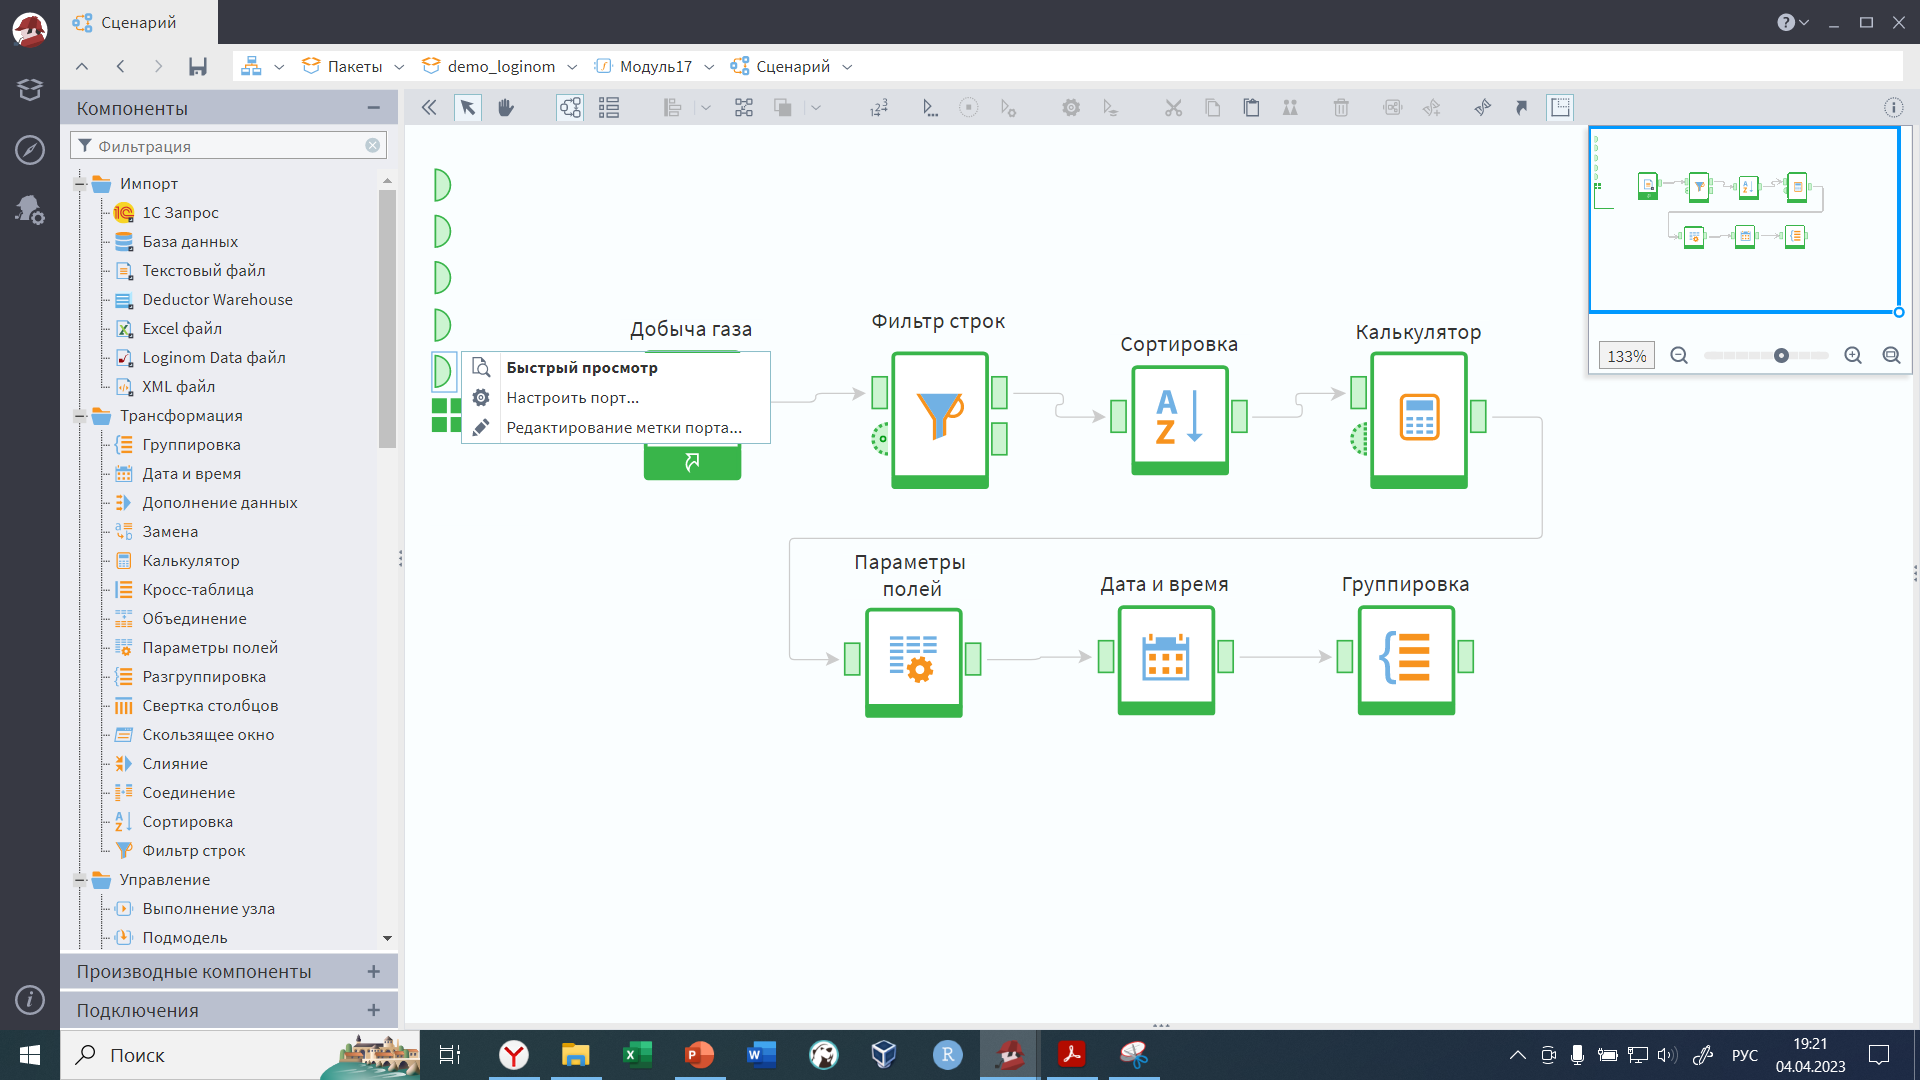 Сценарий
Пакеты
demo_loginom
Модуль17
Сценарий
Компоненты
Фильтрация
Импорт
1С Запрос
База данных
Текстовый файл
Deductor Warehouse
Excel файл
Loginom Data файл
XML файл
Трансформация
Группировка
Дата и время
Дополнение данных
Замена
Калькулятор
Кросс-таблица
Объединение
Параметры полей
Разгруппировка
Свертка столбцов
Скользящее окно
Слияние
Соединение
Сортировка
Фильтр строк
Управление
Выполнение узла
Подмодель
Производные компоненты
Подключения
Добыча газа
Фильтр строк
Сортировка
Калькулятор
Быстрый просмотр
Настроить порт...
Редактирование метки порта...
Параметры
полей
Дата и время
Группировка
133%
Поиск
РУС
19:21
04.04.2023